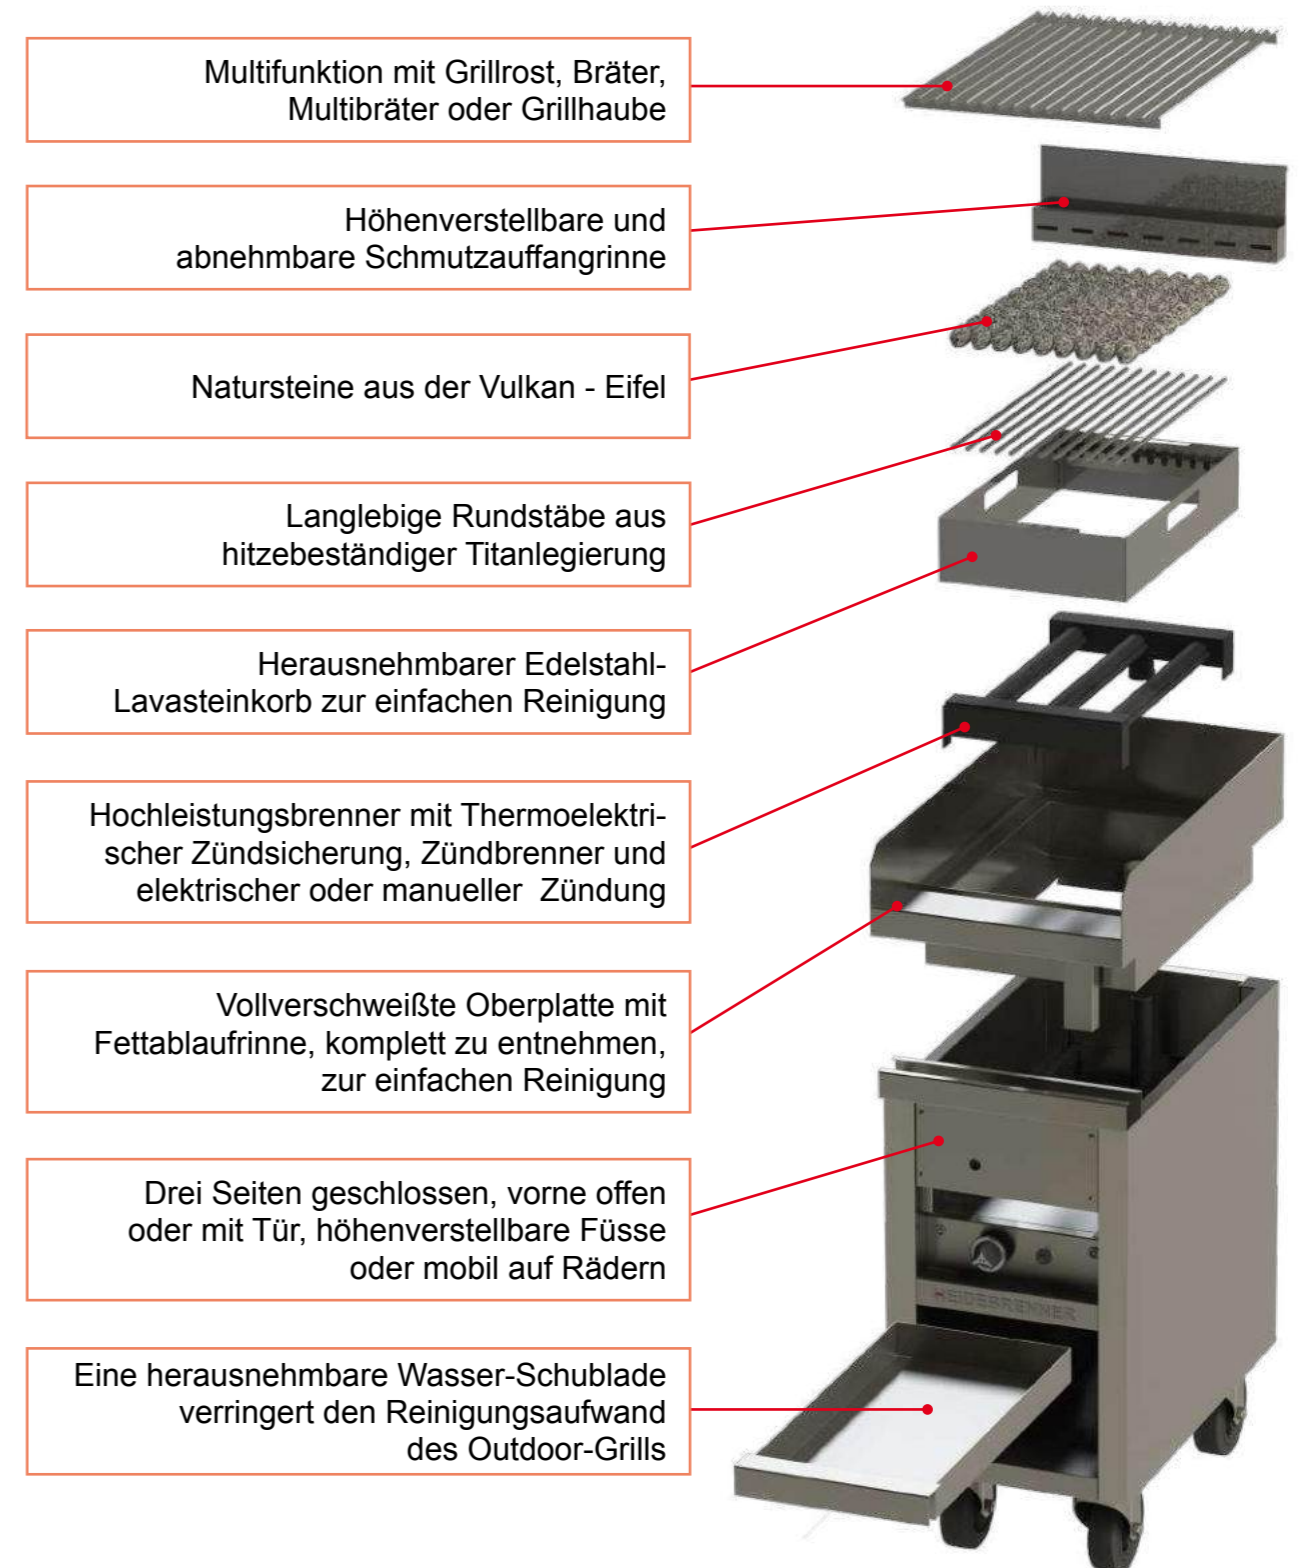 Multifunktion mit Grillrost, Bräter,
Multibräter oder Grillhaube
Höhenverstellbare und
abnehmbare Schmutzauffangrinne
Natursteine aus der Vulkan - Eifel
Langlebige Rundstäbe aus
hitzebeständiger Titanlegierung
Herausnehmbarer Edelstahl-
Lavasteinkorb zur einfachen Reinigung
Hochleistungsbrenner mit Thermoelektri-
scher Zündsicherung, Zündbrenner und
elektrischer oder manueller  Zündung
Vollverschweißte Oberplatte mit
Fettablaufrinne, komplett zu entnehmen,
zur einfachen Reinigung
Drei Seiten geschlossen, vorne offen
oder mit Tür, höhenverstellbare Füsse
oder mobil auf Rädern
HEIDEBRENNER
Eine herausnehmbare Wasser-Schublade
verringert den Reinigungsaufwand
des Outdoor-Grills